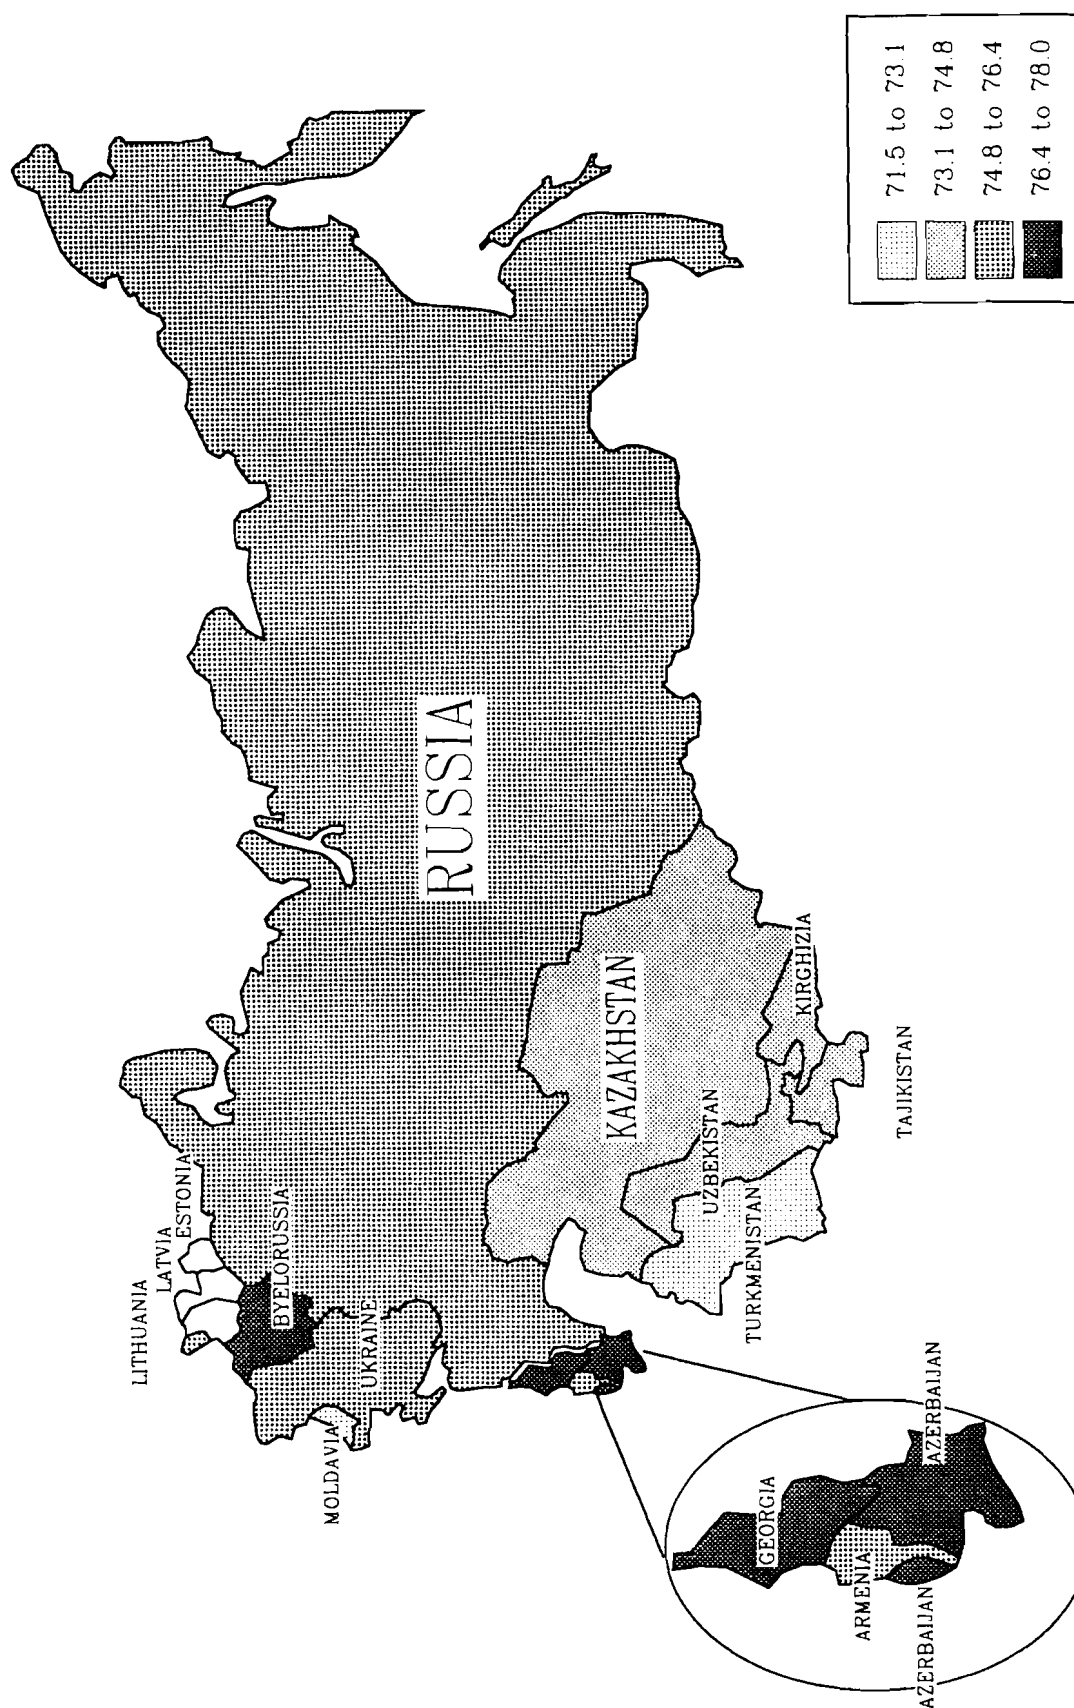 71.5 to 73.1
73.1 to 74.8
74.8 to 76.4
76.4 to 78.0
RUSSIA
KAZAKHSTAN
KIRGHIZIA
TAJIKISTAN
UZBEKISTAN
TURKMENISTAN
ESTONIA
LATVIA
LITHUANIA
BYELORUSSIA
UKRAINE
MOLDAVIA
GEORGIA
ARMENIA
AZERBAIJAN
AZERBAIJAN